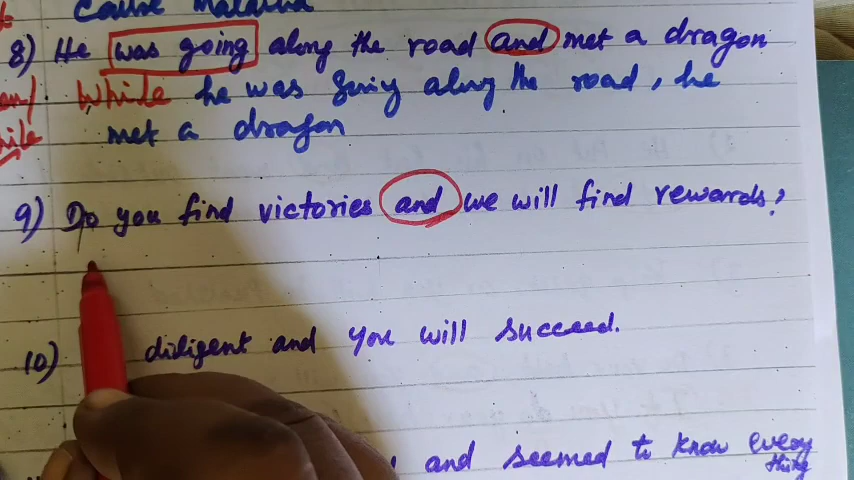 Cause Malaria
8) He was going along the road and met a dragon
While he was going along the road, he
met a dragon
9) Do you find victories and we will find rewards?
10) diligent and you will succeed.
and seemed to know every
thing